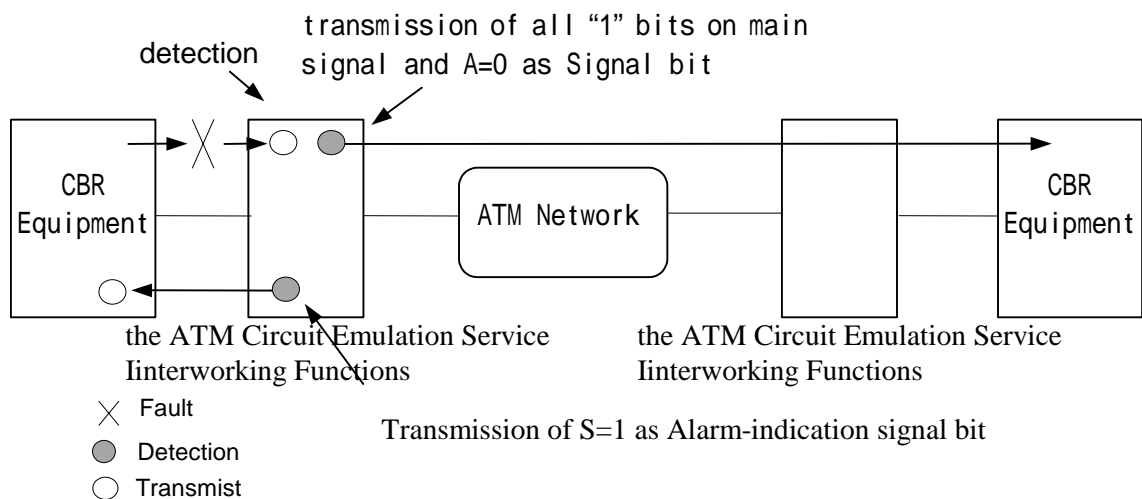 transmission of all “1” bits on main
signal and A=0 as Signal bit
detection
CBR
Equipment
ATM Network
CBR
Equipment
the ATM Circuit Emulation Service
Iinterworking Functions
the ATM Circuit Emulation Service
Iinterworking Functions
Fault
Transmission of S=1 as Alarm-indication signal bit
Detection
Transmist